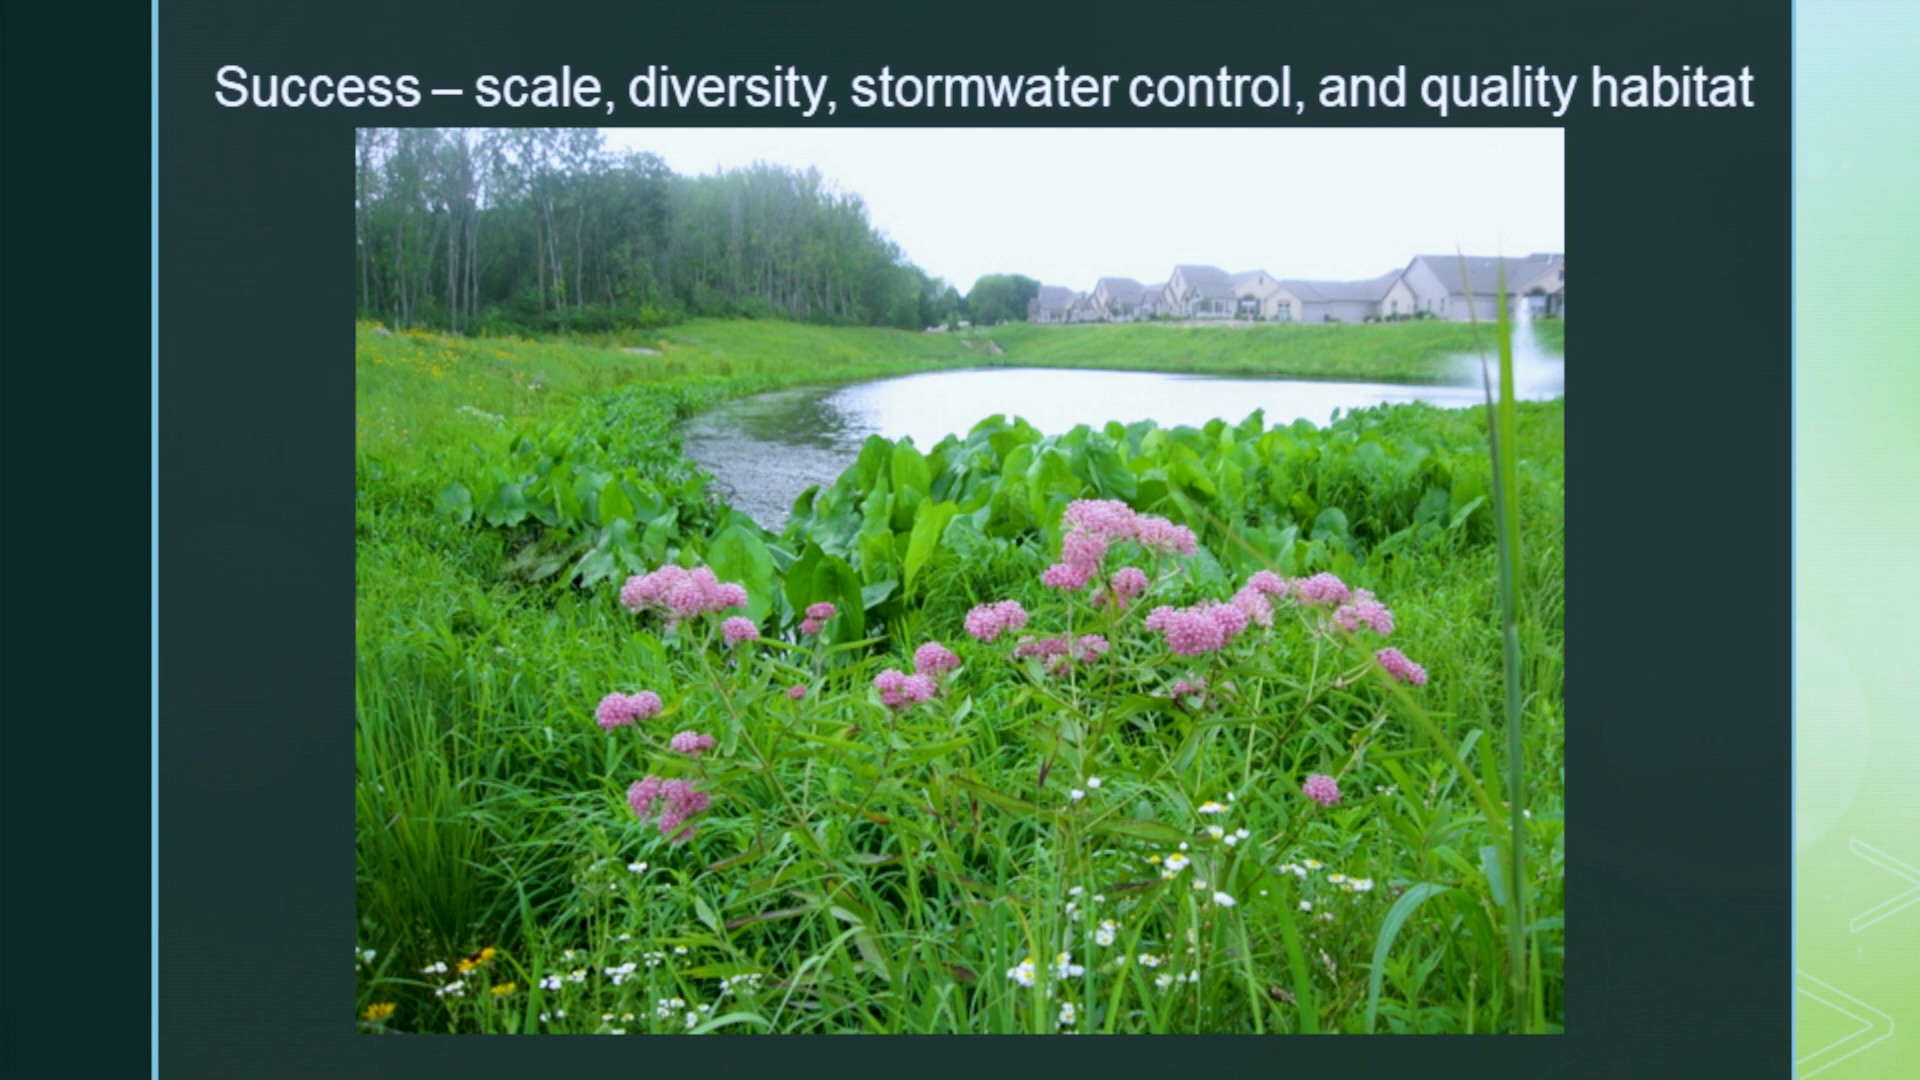 Success – scale, diversity, stormwater control, and quality habitat